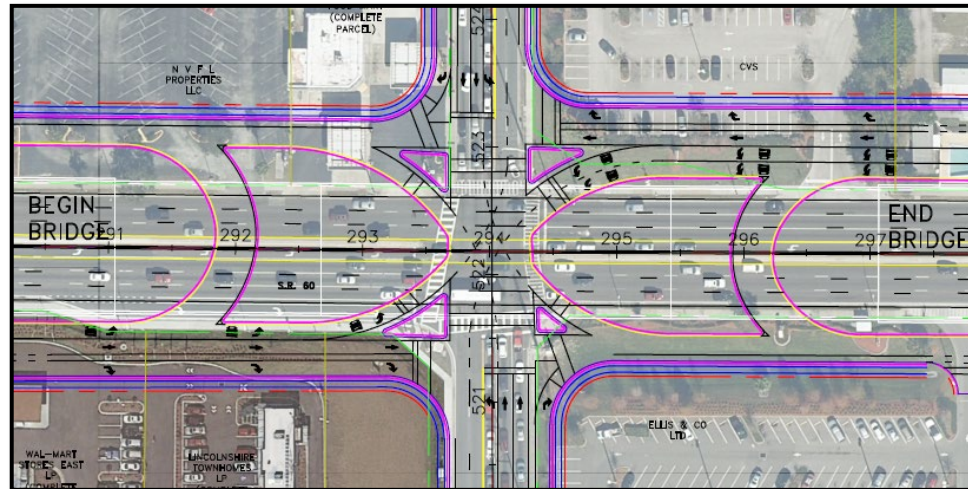 (COMPLETE
PARCEL)
524
N V F L
PROPERTIES
LLC
CVS
523
BEGIN
BRIDGE
291
292
293
294
295
296
297
END
BRIDGE
522
S.R. 60
521
WAL-MART
STORES EAST
LP
(COMPLETE
LINCOLNSHIRE
TOWNHOMES
LP
ELLIS & CO
LTD